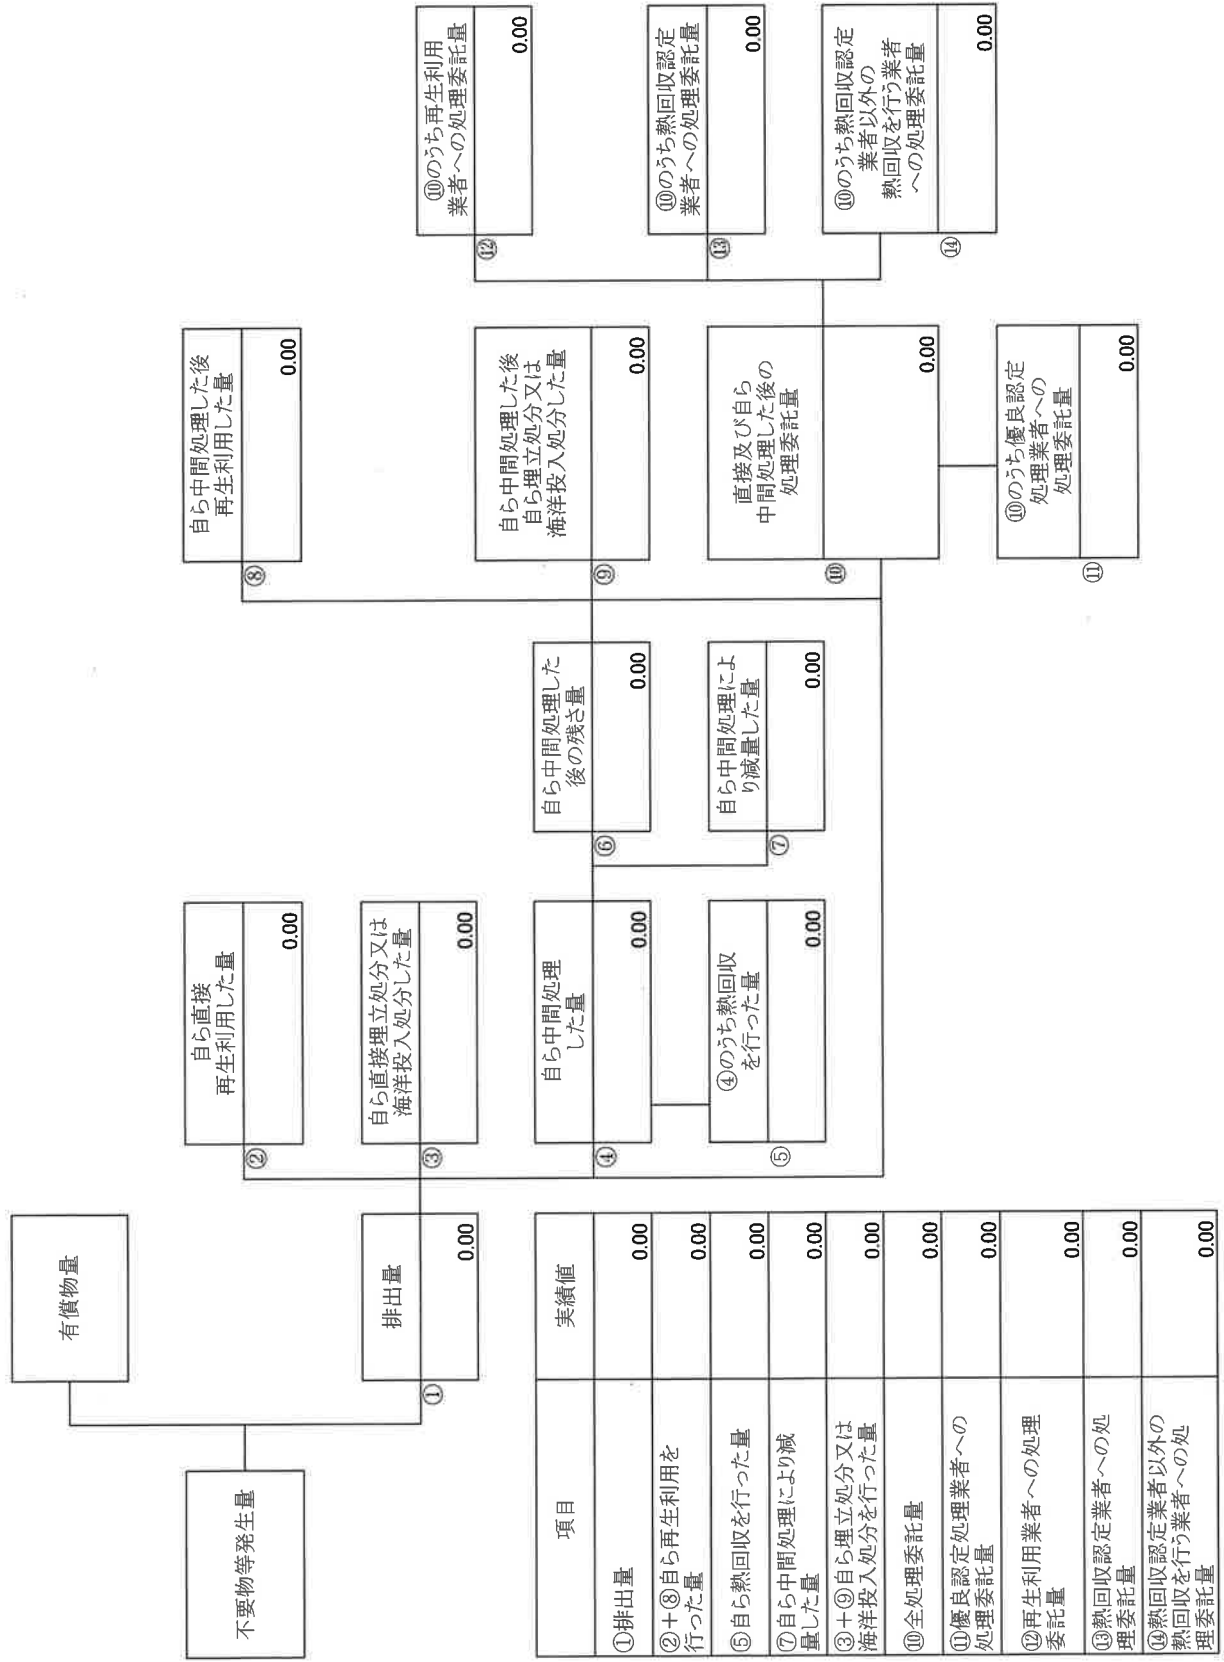 有償物量
不要物等発生量
排出量
0.00
①
自ら直接
再生利用した量
0.00
②
自ら直接埋立処分又は
海洋投入処分した量
0.00
③
自ら中間処理
した量
0.00
④
④のうち熱回収
を行った量
0.00
⑤
自ら中間処理した
後の残さ量
0.00
⑥
自ら中間処理によ
り減量した量
0.00
⑦
自ら中間処理した後
再生利用した量
0.00
⑧
自ら中間処理した後
自ら埋立処分又は
海洋投入処分した量
0.00
⑨
直接及び自ら
中間処理した後の
処理委託量
0.00
⑩
⑩のうち優良認定
処理業者への
処理委託量
0.00
⑪
⑩のうち再生利用
業者への処理委託量
0.00
⑫
⑩のうち熱回収認定
業者への処理委託量
0.00
⑬
⑩のうち熱回収認定
業者以外の
熱回収を行う業者
への処理委託量
0.00
⑭
項目 実績値
①排出量 0.00
②＋⑧自ら再生利用を
行った量 0.00
⑤自ら熱回収を行った量 0.00
⑦自ら中間処理により減
量した量 0.00
③＋⑨自ら埋立処分又は
海洋投入処分を行った量 0.00
⑩全処理委託量 0.00
⑪優良認定処理業者への
処理委託量 0.00
⑫再生利用業者への処理
委託量 0.00
⑬熱回収認定業者への処
理委託量 0.00
⑭熱回収認定業者以外の
熱回収を行う業者への処
理委託量 0.00